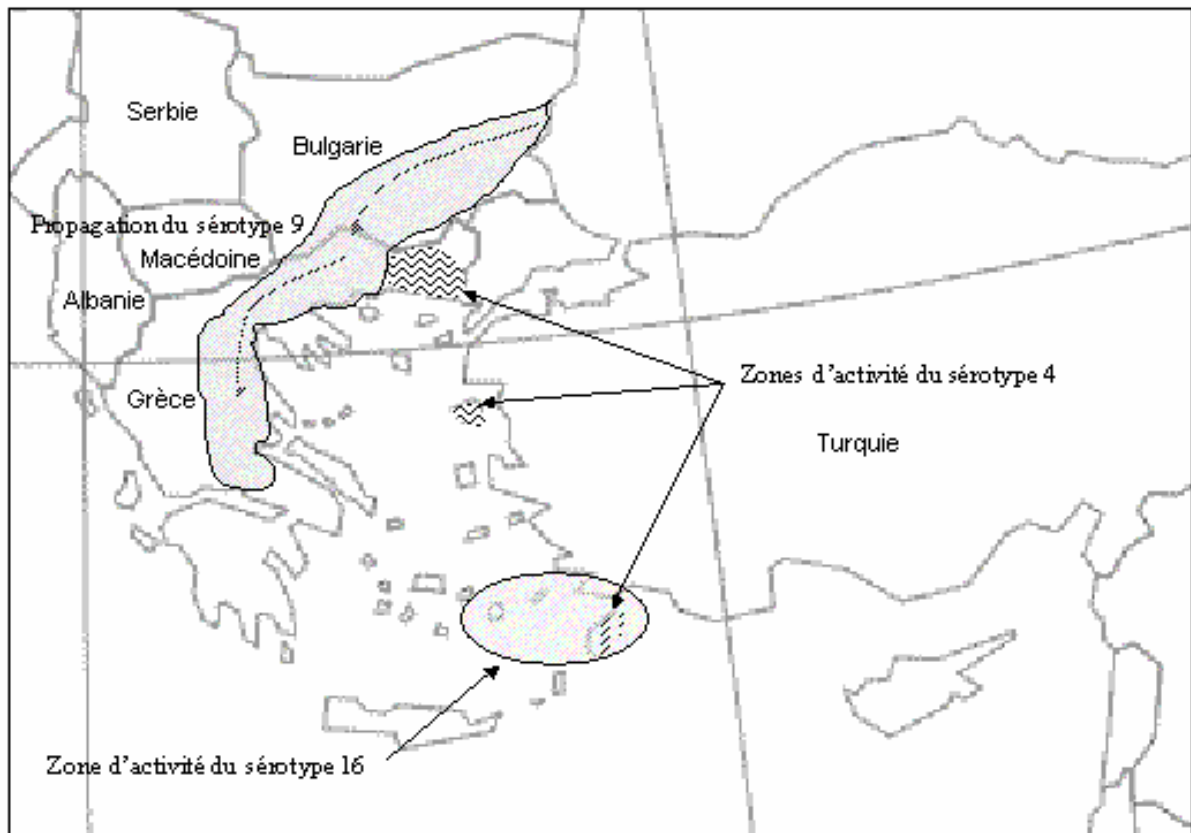 Serbie
Bulgarie
Propagation du sérotype 9
Macédoine
Albanie
Zones d'activité du sérotype 4
Grèce
Turquie
Zone d'activité du sérotype 16